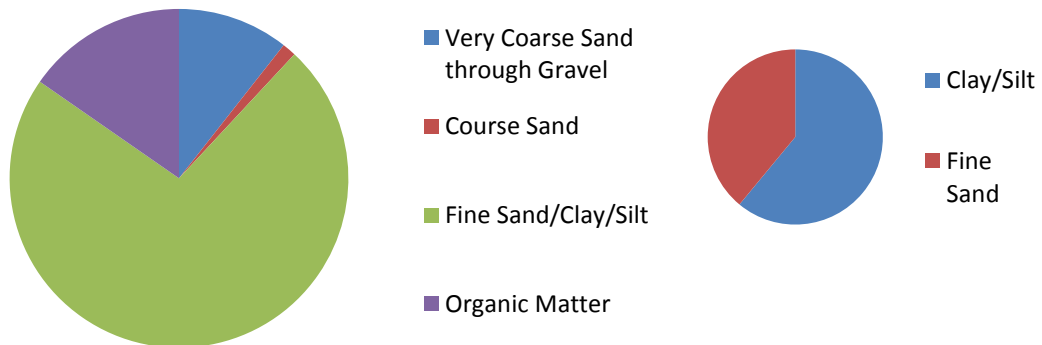 Very Coarse Sand
through Gravel
Course Sand
Fine Sand/Clay/Silt
Organic Matter
Clay/Silt
Fine
Sand